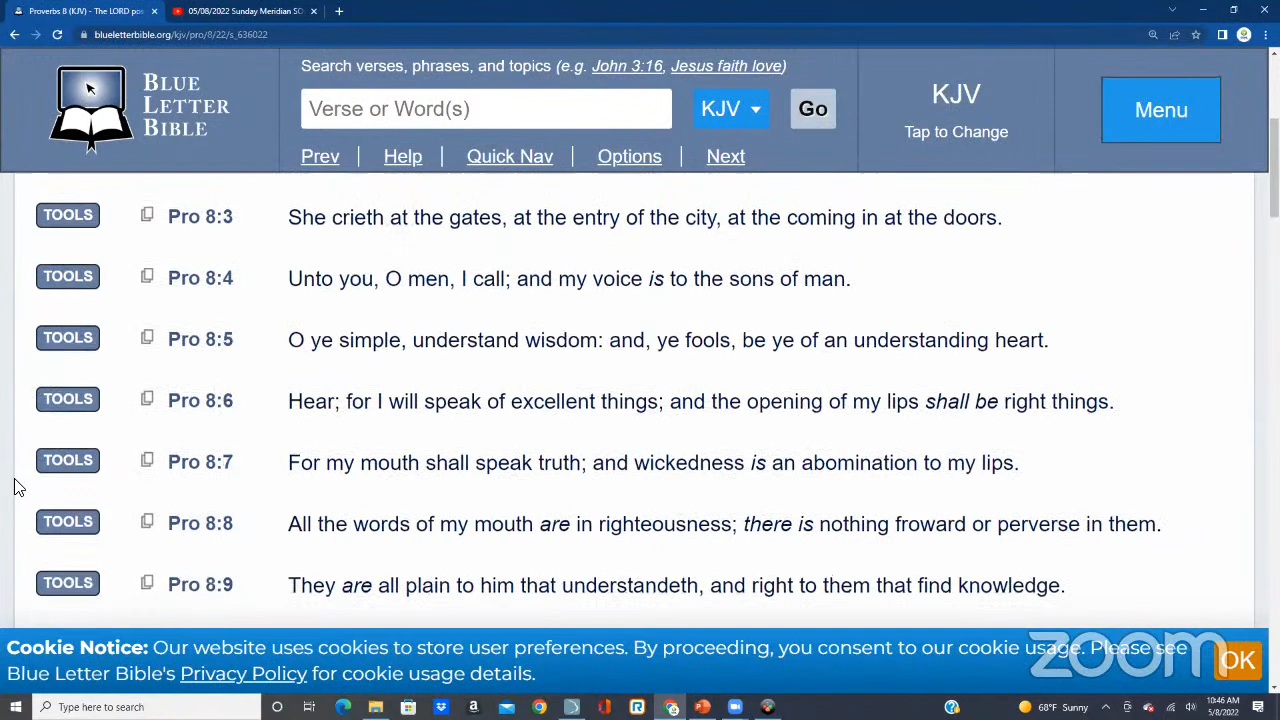 Proverbs 8 (KJV) - The LORD pos
05/08/2022 Sunday Meridian SO
blueletterbible.org/kjv/pro/8/22/s_636022
BLUE
LETTER
BIBLE
Search verses, phrases, and topics (e.g. John 3:16, Jesus faith love)
Verse or Word(s)
KJV
Go
Prev
Help
Quick Nav
Options
Next
KJV
Tap to Change
Menu
TOOLS Pro 8:3 She crieth at the gates, at the entry of the city, at the coming in at the doors.
TOOLS Pro 8:4 Unto you, O men, I call; and my voice is to the sons of man.
TOOLS Pro 8:5 O ye simple, understand wisdom: and, ye fools, be ye of an understanding heart.
TOOLS Pro 8:6 Hear; for I will speak of excellent things; and the opening of my lips shall be right things.
TOOLS Pro 8:7 For my mouth shall speak truth; and wickedness is an abomination to my lips.
TOOLS Pro 8:8 All the words of my mouth are in righteousness; there is nothing froward or perverse in them.
TOOLS Pro 8:9 They are all plain to him that understandeth, and right to them that find knowledge.
Cookie Notice: Our website uses cookies to store user preferences. By proceeding, you consent to our cookie usage. Please see
Blue Letter Bible's Privacy Policy for cookie usage details.
OK
zoom
Type here to search
68°F Sunny
10:46 AM
5/8/2022